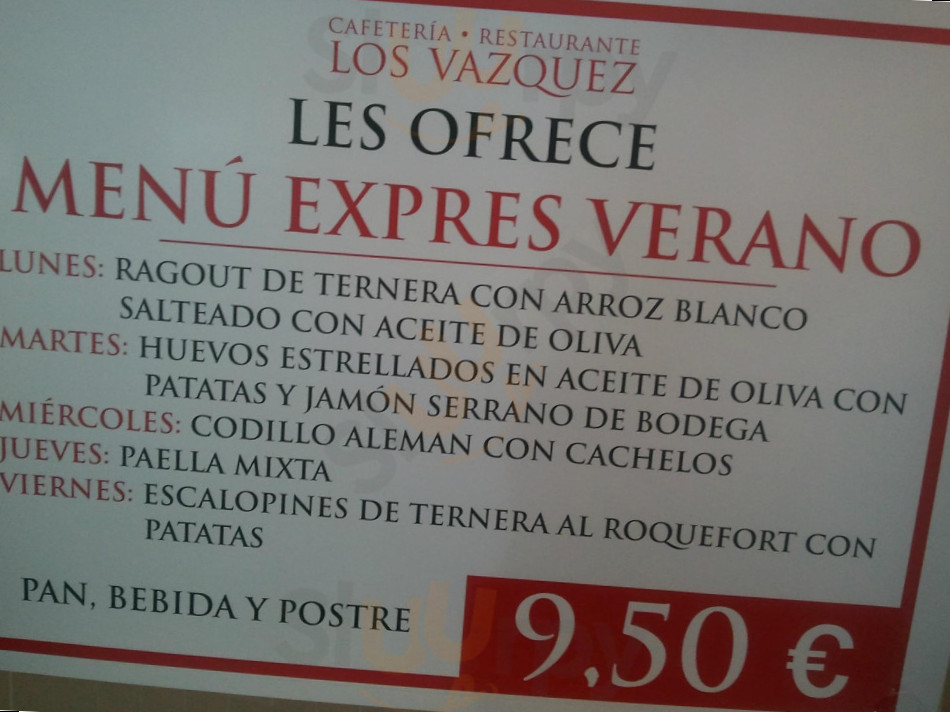 CAFETERÍA • RESTAURANTE
LOS VAZQUEZ
LES OFRECE
MENÚ EXPRES VERANO
LUNES: RAGOUT DE TERNERA CON ARROZ BLANCO
SALTEADO CON ACEITE DE OLIVA
MARTES: HUEVOS ESTRELLADOS EN ACEITE DE OLIVA CON
PATATAS Y JAMÓN SERRANO DE BODEGA
MIÉRCOLES: CODILLO ALEMAN CON CACHELOS
JUEVES: PAELLA MIXTA
VIERNES: ESCALOPINES DE TERNERA AL ROQUEFORT CON
PATATAS
PAN, BEBIDA Y POSTRE
9,50 €
sluurpy